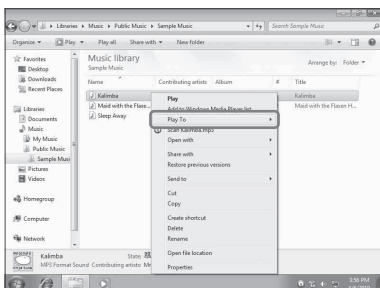 Libraries ▸ Music ▸ Public Music ▸ Sample Music
Search Sample Music
Organize Play Play all Share with New folder
Favorites
Desktop
Downloads
Recent Places
Libraries
Documents
Music
My Music
Public Music
Sample Musi
Pictures
Videos
Homegroup
Computer
Network
Music library
Sample Music
Arrange by: Folder
Name Contributing artists Album # Title
Kalimba
Maid with the Flaxe...
Sleep Away
Kalimba
Maid with the Flaxen H...
Play
Add to Windows Media Player list
Play To
Scan Kalimba.mp3
Open with
Share with
Restore previous versions
Send to
Cut
Copy
Create shortcut
Delete
Rename
Open file location
Properties
Kalimba State:
MP3 Format Sound Contributing artists: Mr
3:56 PM